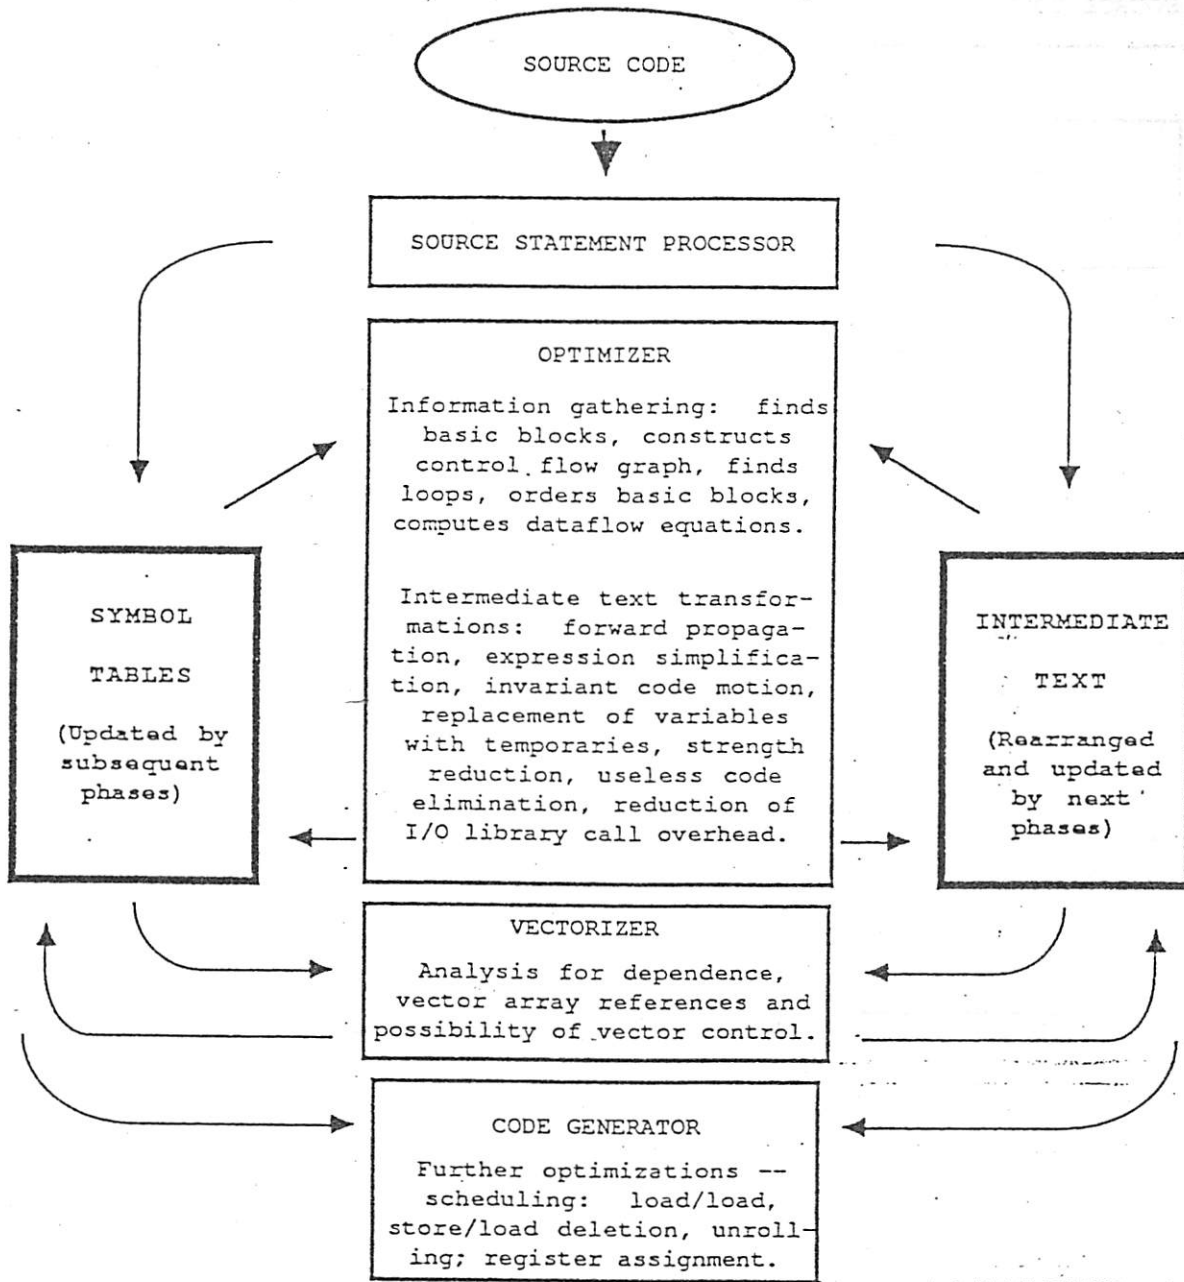 SOURCE CODE
SOURCE STATEMENT PROCESSOR
OPTIMIZER
Information gathering: finds
basic blocks, constructs
control flow graph, finds
loops, orders basic blocks,
computes dataflow equations.
Intermediate text transfor-
mations: forward propaga-
tion, expression simplifica-
tion, invariant code motion,
replacement of variables
with temporaries, strength
reduction, useless code
elimination, reduction of
I/O library call overhead.
SYMBOL
TABLES
(Updated by
subsequent
phases)
INTERMEDIATE
TEXT
(Rearranged
and updated
by next
phases)
VECTORIZER
Analysis for dependence,
vector array references and
possibility of vector control.
CODE GENERATOR
Further optimizations --
scheduling: load/load,
store/load deletion, unroll-
ing; register assignment.